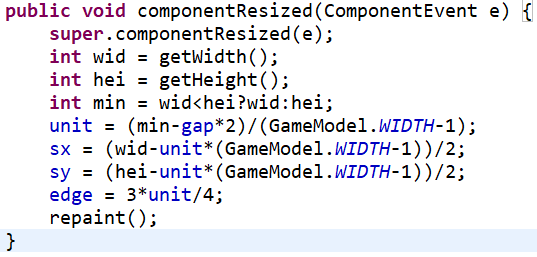 public void componentResized(ComponentEvent e) {
    super.componentResized(e);
    int wid = getWidth();
    int hei = getHeight();
    int min = wid<hei?wid:hei;
    unit = (min-gap*2)/(GameModel.WIDTH-1);
    sx = (wid-unit*(GameModel.WIDTH-1))/2;
    sy = (hei-unit*(GameModel.WIDTH-1))/2;
    edge = 3*unit/4;
    repaint();
}